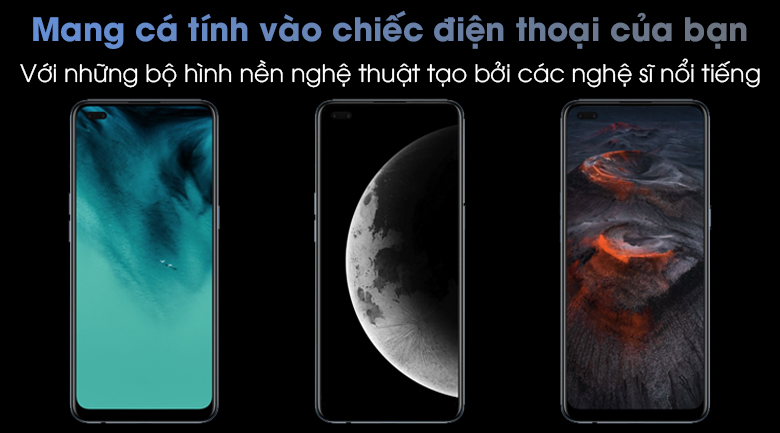 Mang cá tính vào chiếc điện thoại của bạn
Với những bộ hình nền nghệ thuật tạo bởi các nghệ sĩ nổi tiếng